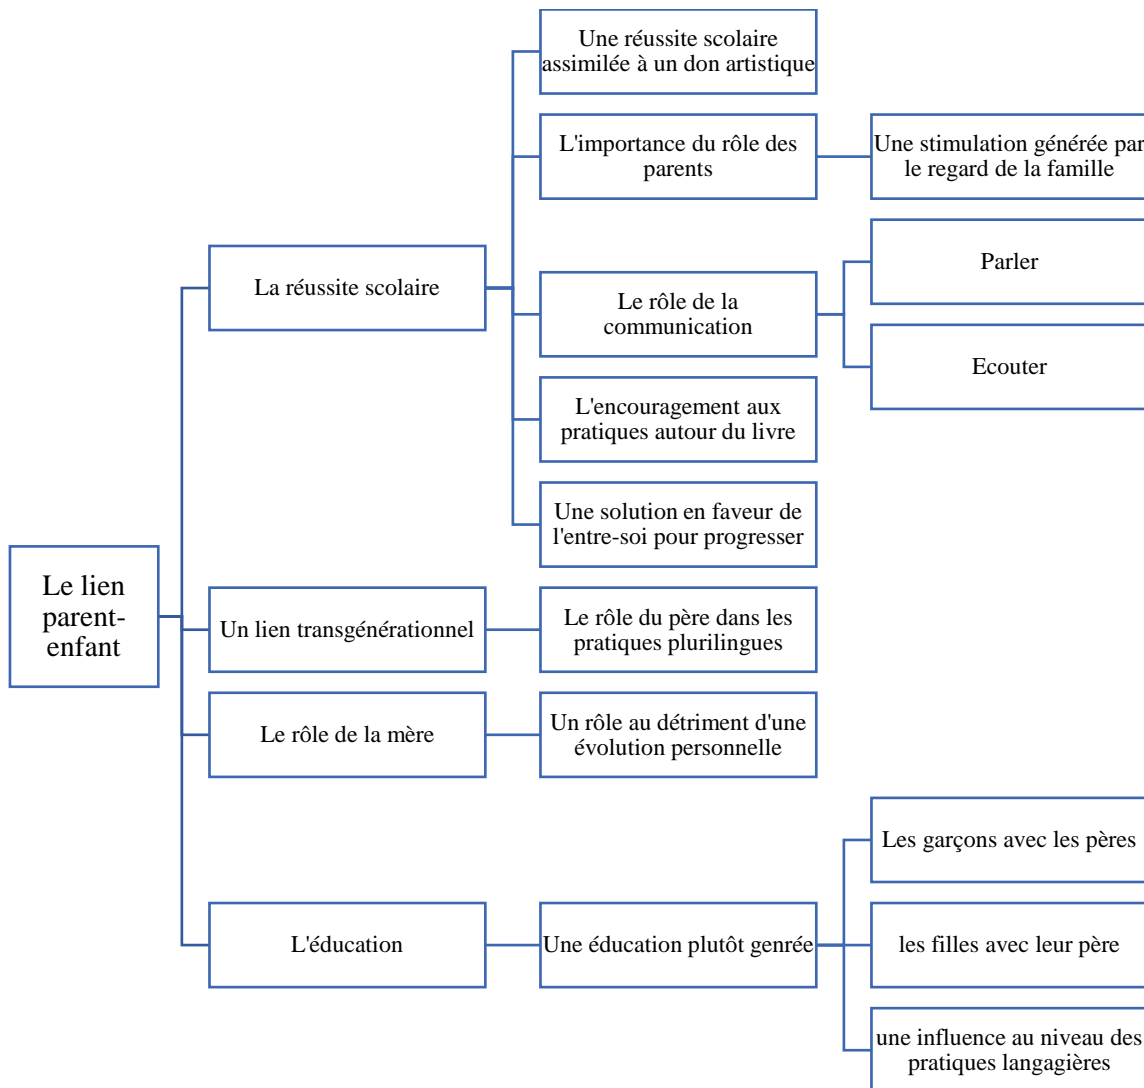 Une réussite scolaire
assimilée à un don artistique
L'importance du rôle des
parents
Une stimulation générée par
le regard de la famille
La réussite scolaire
Le rôle de la
communication
Parler
Ecouter
L'encouragement aux
pratiques autour du livre
Une solution en faveur de
l'entre-soi pour progresser
Le lien
parent-
enfant
Un lien transgénérationnel
Le rôle du père dans les
pratiques plurilingues
Le rôle de la mère
Un rôle au détriment d'une
évolution personnelle
L'éducation
Une éducation plutôt genrée
Les garçons avec les pères
les filles avec leur père
une influence au niveau des
pratiques langagières